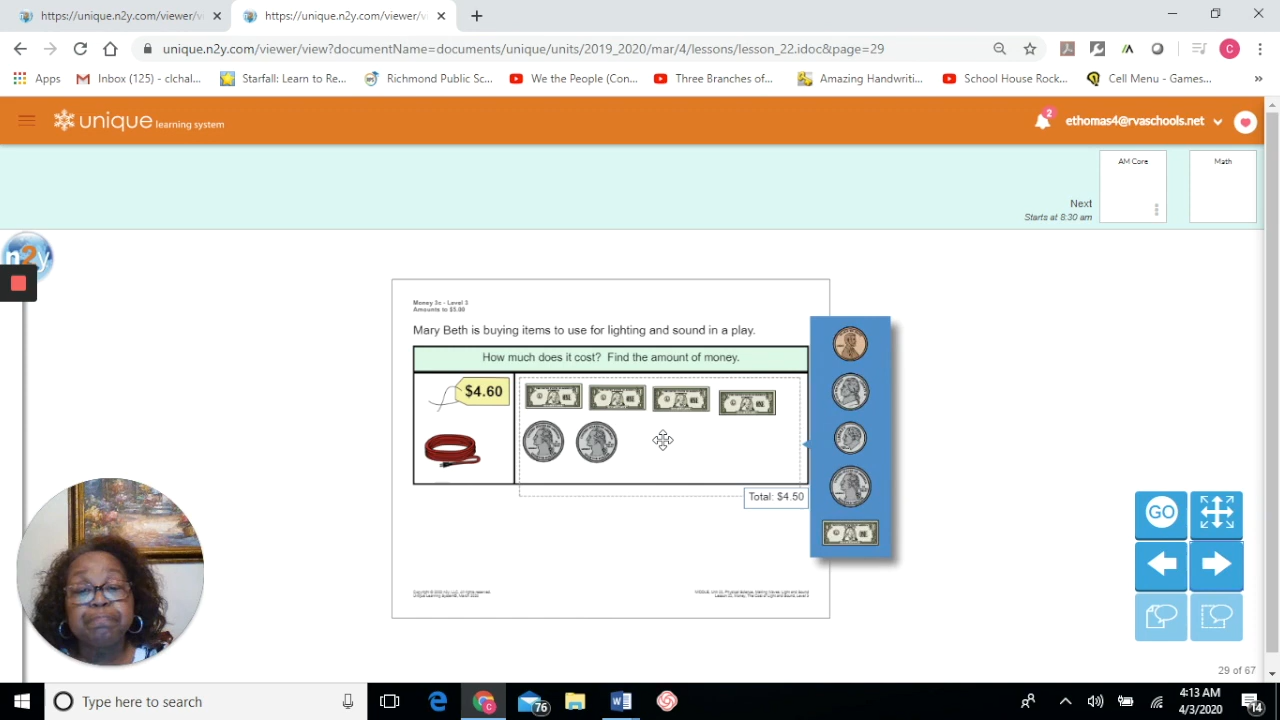 https://unique.n2y.com/viewer/v
https://unique.n2y.com/viewer/v
unique.n2y.com/viewer/view?documentName=documents/unique/units/2019_2020/mar/4/lessons/lesson_22.idoc&page=29
C
Apps
Inbox (125) - clchal...
Starfall: Learn to Re...
Richmond Public Sc...
We the People (Con...
Three Branches of...
Amazing Handwriti...
School House Rock...
Cell Menu - Games...
»
unique learning system
2
ethomas4@rvaschools.net
AM Core
Math
Next
Starts at 8:30 am
n2y
Money 3c - Level 3
Amounts to $5.00
Mary Beth is buying items to use for lighting and sound in a play.
How much does it cost? Find the amount of money.
$4.60
Total: $4.50
GO
29 of 67
Type here to search
76
4:13 AM
4/3/2020
14